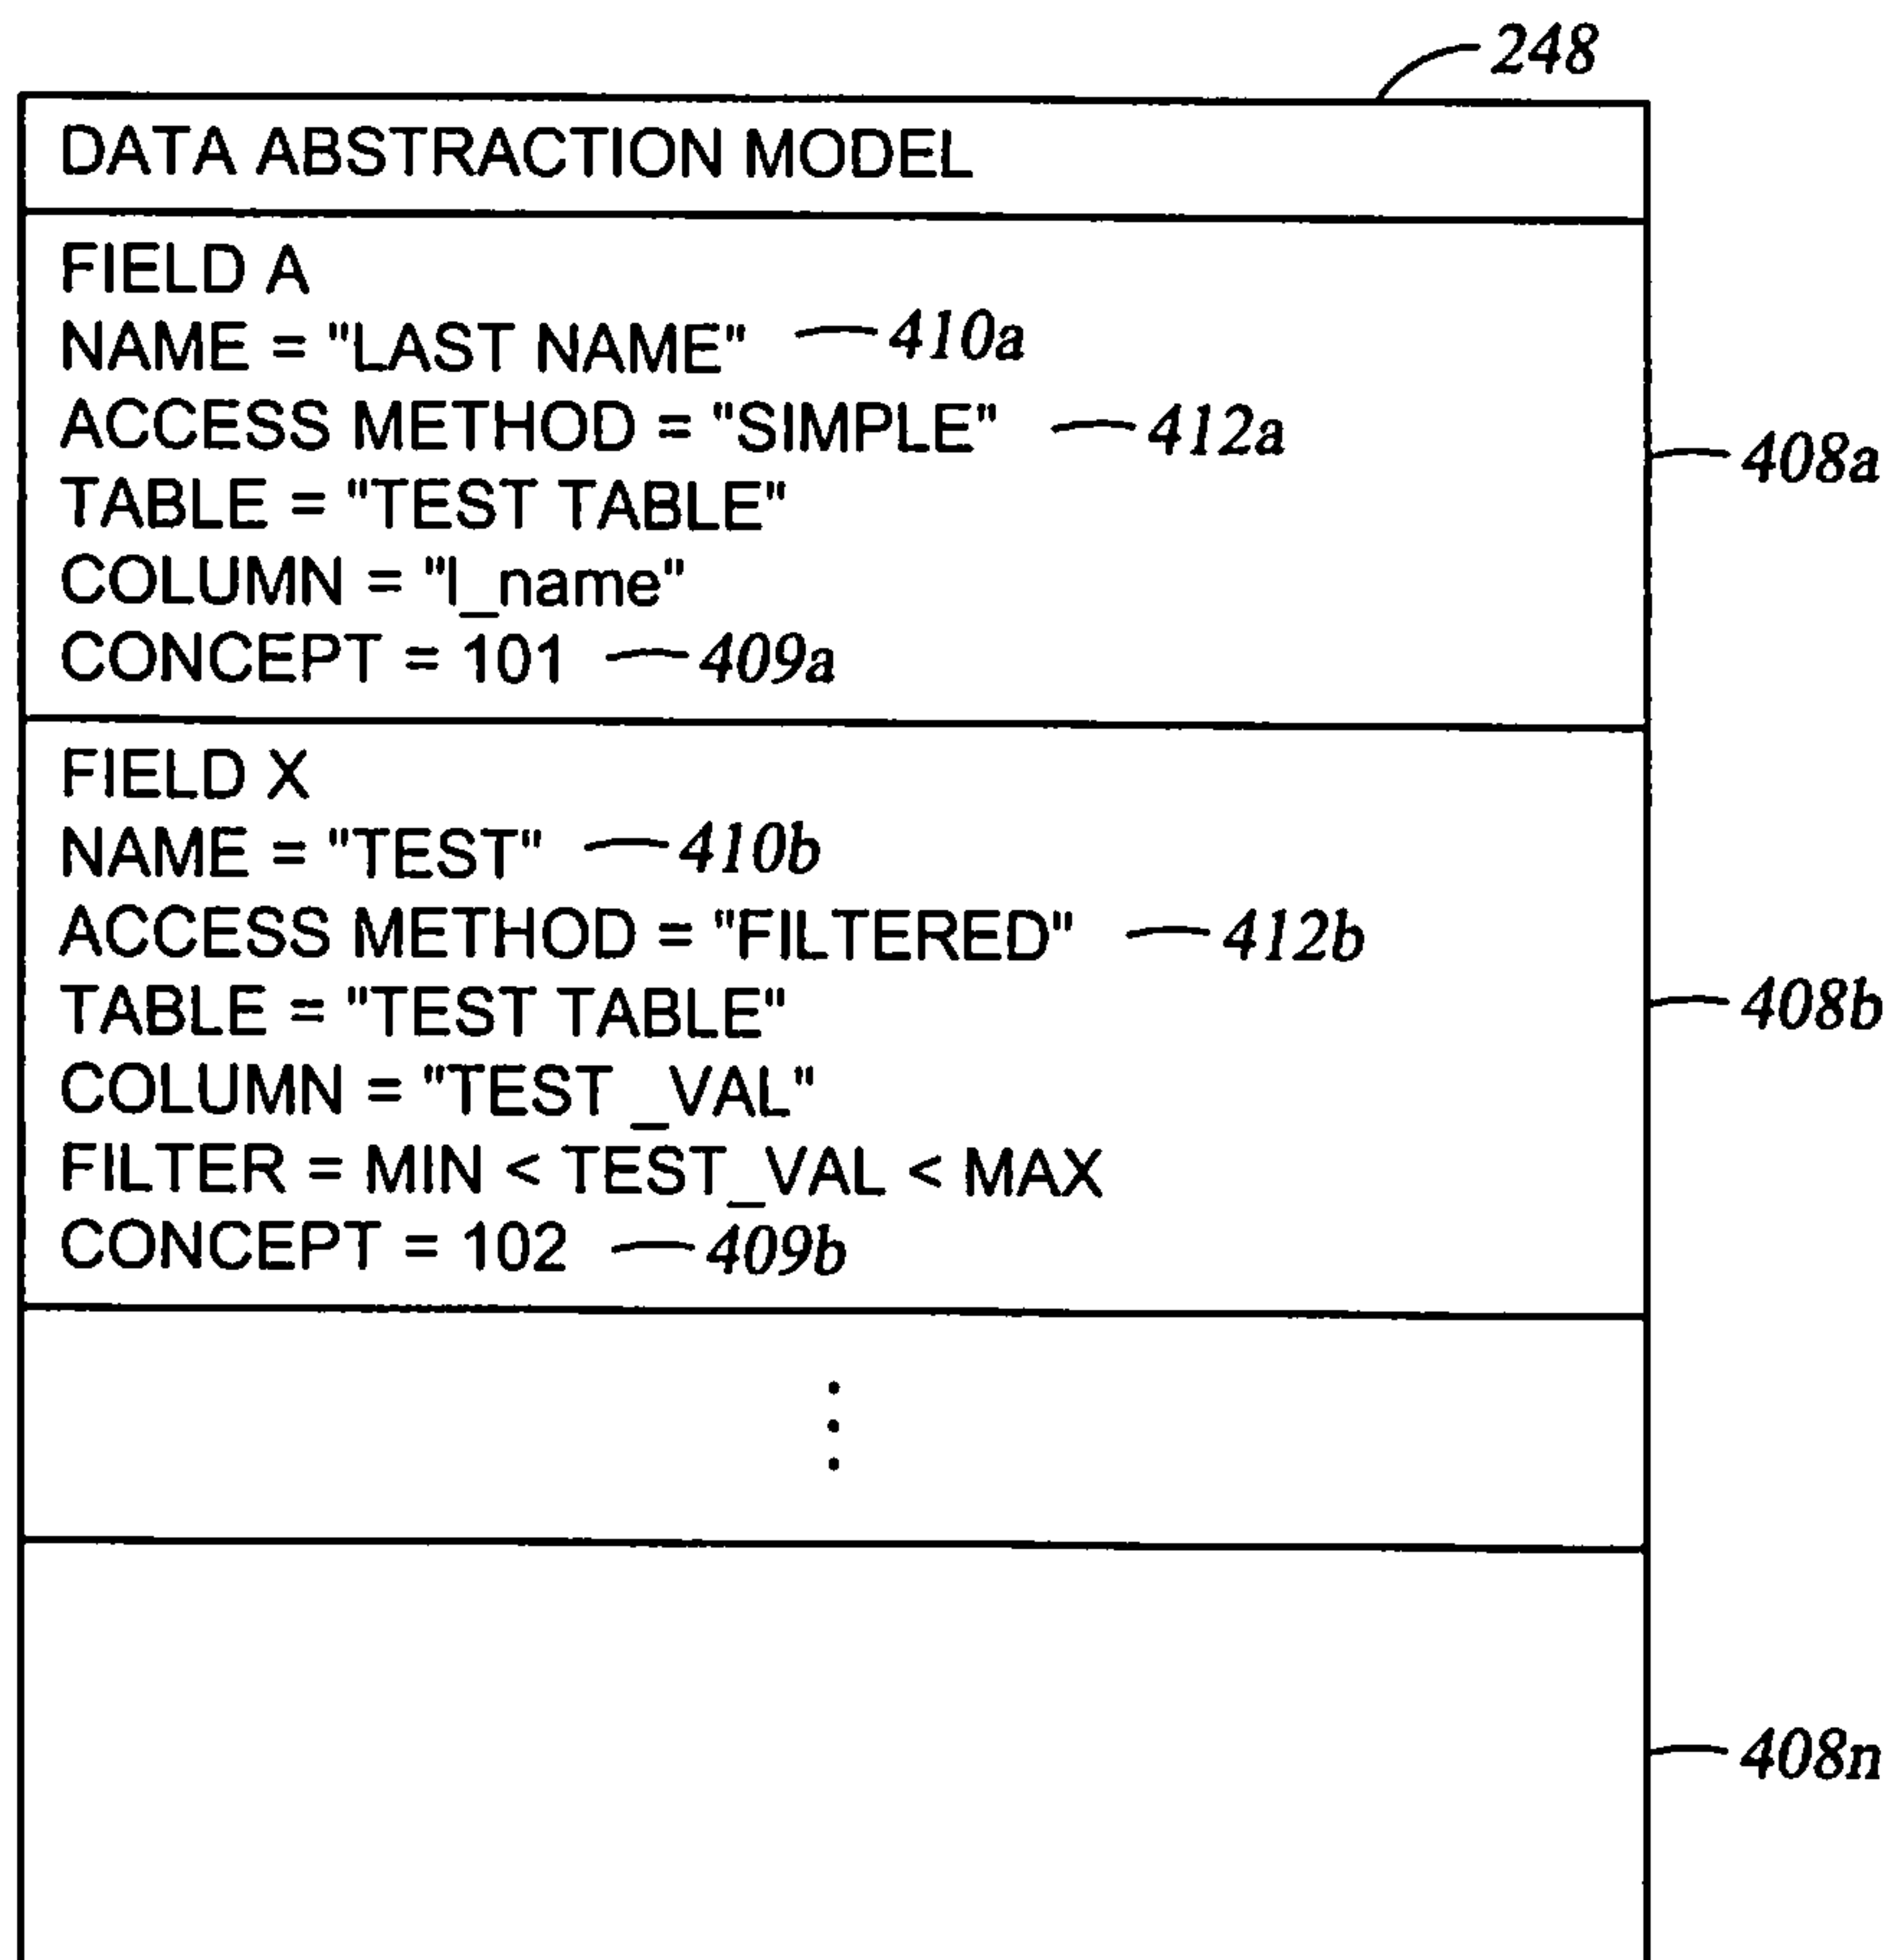 248
DATA ABSTRACTION MODEL
FIELD A
NAME = "LAST NAME" 410a
ACCESS METHOD = "SIMPLE" 412a
408a
TABLE = "TEST TABLE"
COLUMN = "l_name"
CONCEPT = 101 409a
FIELD X
NAME = "TEST" 410b
ACCESS METHOD = "FILTERED" 412b
TABLE = "TEST TABLE" 408b
COLUMN = "TEST_VAL"
FILTER = MIN < TEST_VAL < MAX
CONCEPT = 102 409b
408n